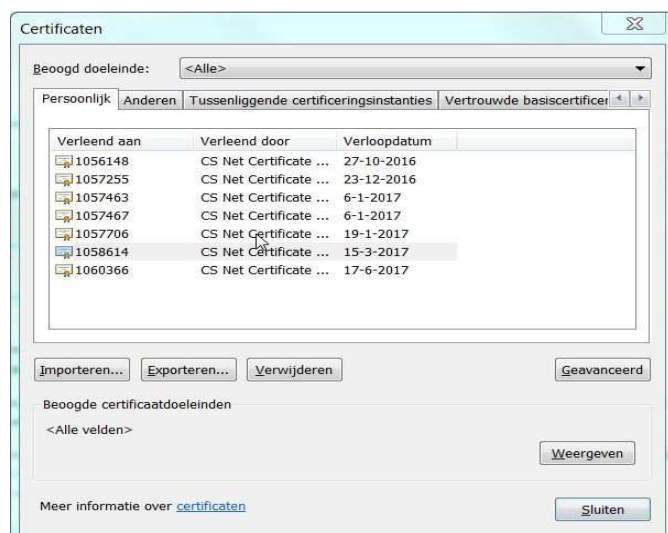 Certificaten
Beoogd doeleinde: <Alle>
Persoonlijk Anderen Tussenliggende certificeringsinstanties Vertrouwde basiscertificer
Verleend aan Verleend door Verloopdatum
1056148 CS Net Certificate ... 27-10-2016
1057255 CS Net Certificate ... 23-12-2016
1057463 CS Net Certificate ... 6-1-2017
1057467 CS Net Certificate ... 6-1-2017
1057706 CS Net Certificate ... 19-1-2017
1058614 CS Net Certificate ... 15-3-2017
1060366 CS Net Certificate ... 17-6-2017
Importeren... Exporteren... Verwijderen Geavanceerd
Beoogde certificaatdoeleinden
<Alle velden>
Weergeven
Meer informatie over certificaten
Sluiten